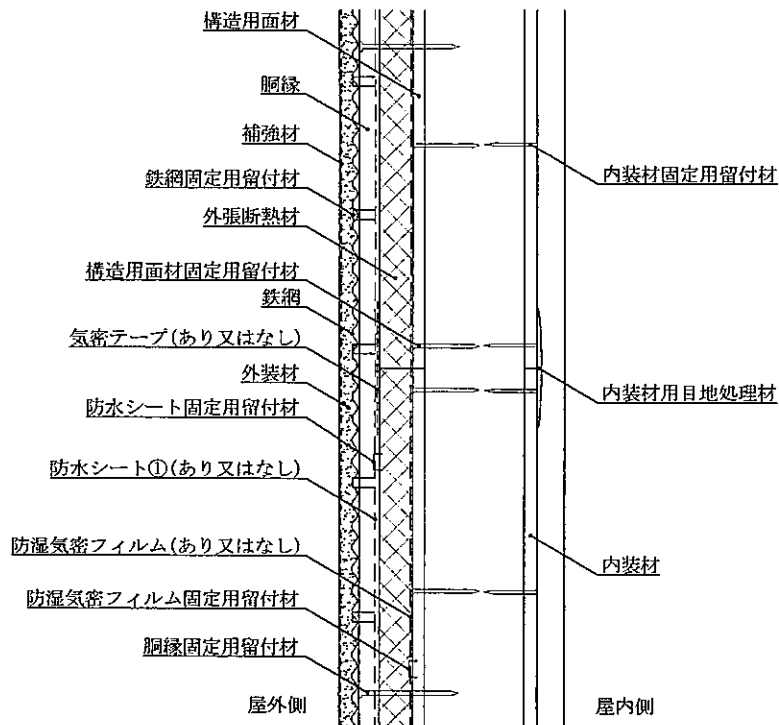 構造用面材
胴縁
補強材
鉄網固定用留付材
外張断熱材
構造用面材固定用留付材
鉄網
気密テープ(あり又はなし)
外装材
防水シート固定用留付材
防水シート①(あり又はなし)
防湿気密フィルム(あり又はなし)
防湿気密フィルム固定用留付材
胴縁固定用留付材
屋外側
内装材固定用留付材
内装材用目地処理材
内装材
屋内側